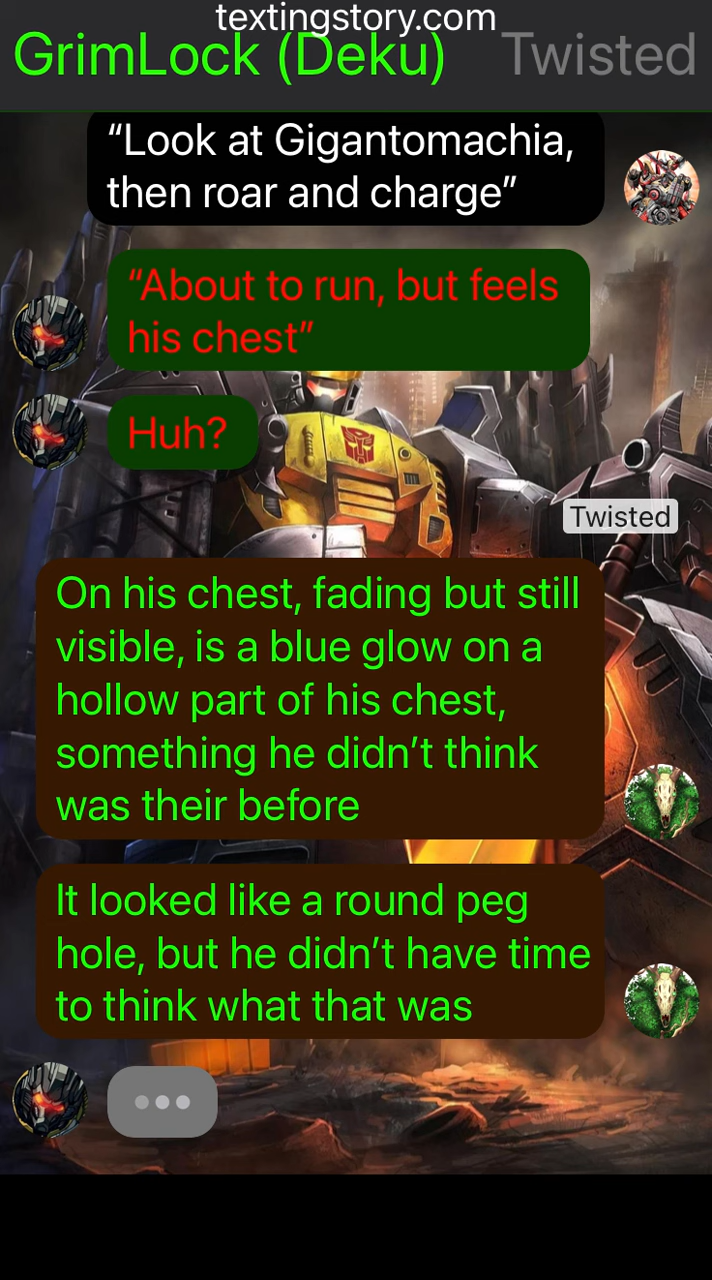 textingstory.com
GrimLock (Deku)
Twisted
“Look at Gigantomachia,
then roar and charge”
“About to run, but feels
his chest”
Huh?
Twisted
On his chest, fading but still
visible, is a blue glow on a
hollow part of his chest,
something he didn’t think
was their before
It looked like a round peg
hole, but he didn’t have time
to think what that was